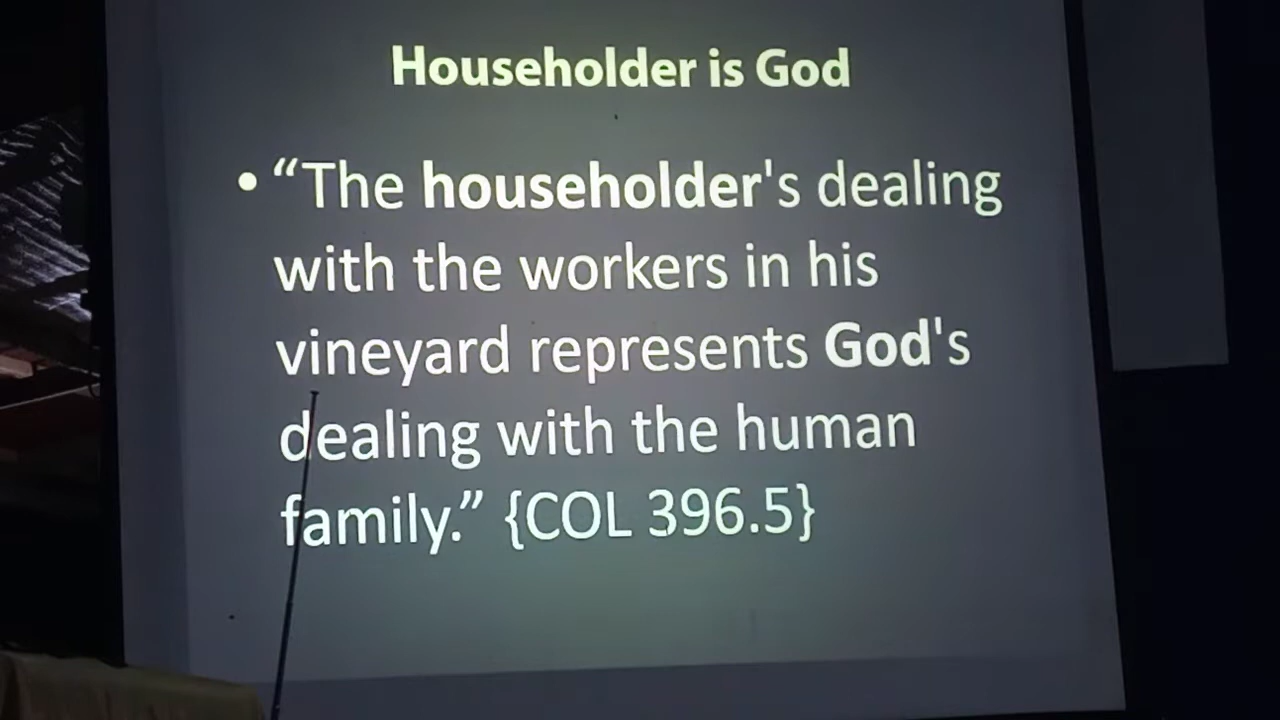 Householder is God
• “The householder's dealing
with the workers in his
vineyard represents God's
dealing with the human
family.” {COL 396.5}